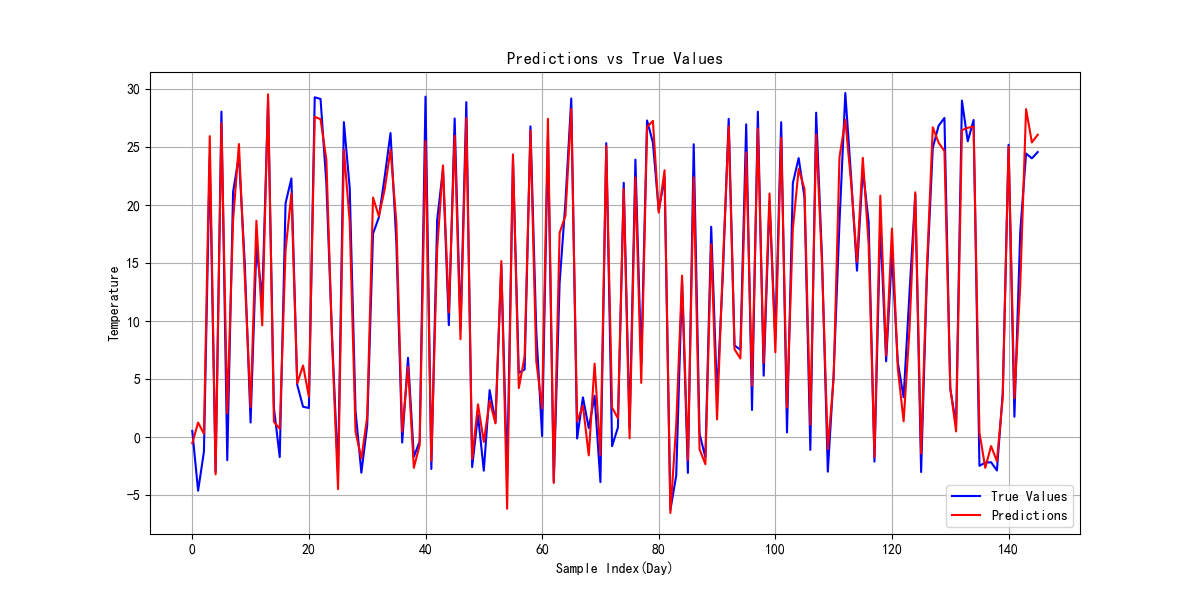 Predictions vs True Values
Temperature
30
25
20
15
10
5
0
−5
0 20 40 60 80 100 120 140
Sample Index(Day)
True Values
Predictions